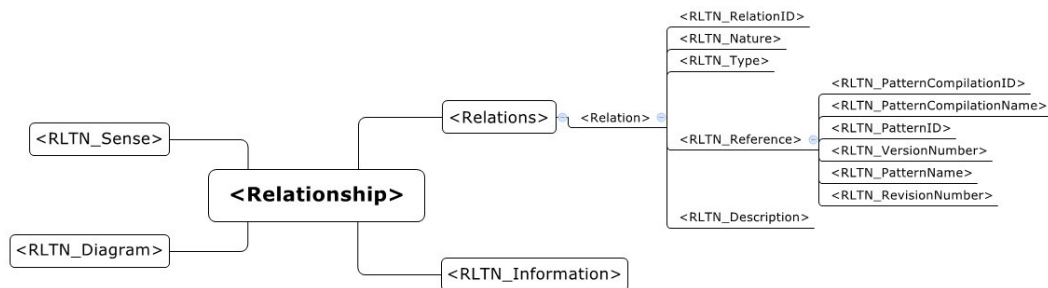 <RLTN_RelationID>
<RLTN_Nature>
<RLTN_Type>
<RLTN_PatternCompilationID>
<RLTN_PatternCompilationName>
<Relations>
<Relation>
<RLTN_Sense>
<RLTN_Reference>
<RLTN_PatternID>
<RLTN_VersionNumber>
<RLTN_PatternName>
<RLTN_RevisionNumber>
<Relationship>
<RLTN_Description>
<RLTN_Diagram>
<RLTN_Information>